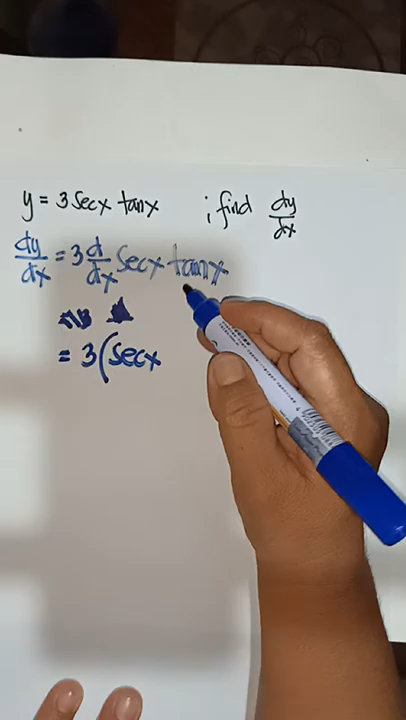 y = 3 Secx tanx ; find dy/dx
dy/dx = 3 d/dx Secx tanx
= 3(Secx